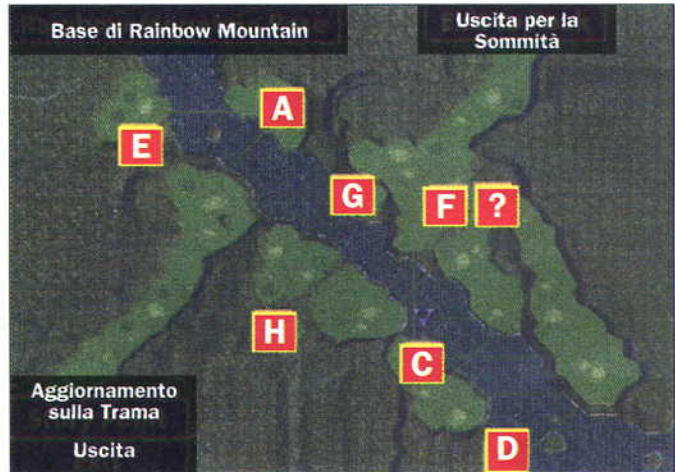 Base di Rainbow Mountain
Uscita per la
Sommità
A
E
G
F
?
H
C
D
Aggiornamento
sulla Trama
Uscita